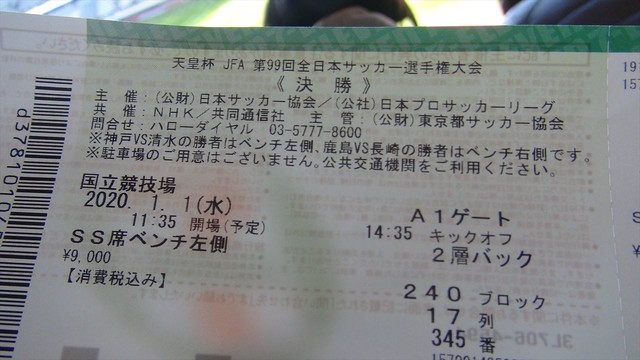 天皇杯 JFA 第99回全日本サッカー選手権大会
《 決 勝 》
主 催：(公財)日本サッカー協会／(公社)日本プロサッカーリーグ
共 催：ＮＨＫ／共同通信社 主 管：(公財)東京都サッカー協会
問合せ：ハローダイヤル 03-5777-8600
※神戸VS清水の勝者はベンチ左側、鹿島VS長崎の勝者はベンチ右側です。
※駐車場のご用意はございません。公共交通機関をご利用ください。
国立競技場
2020. 1. 1(水) Ａ１ゲート
11:35 開場(予定) 14:35 キックオフ
ＳＳ席ベンチ左側 ２層バック
¥9,000
【消費税込み】 240 ブロック
17 列
345 番